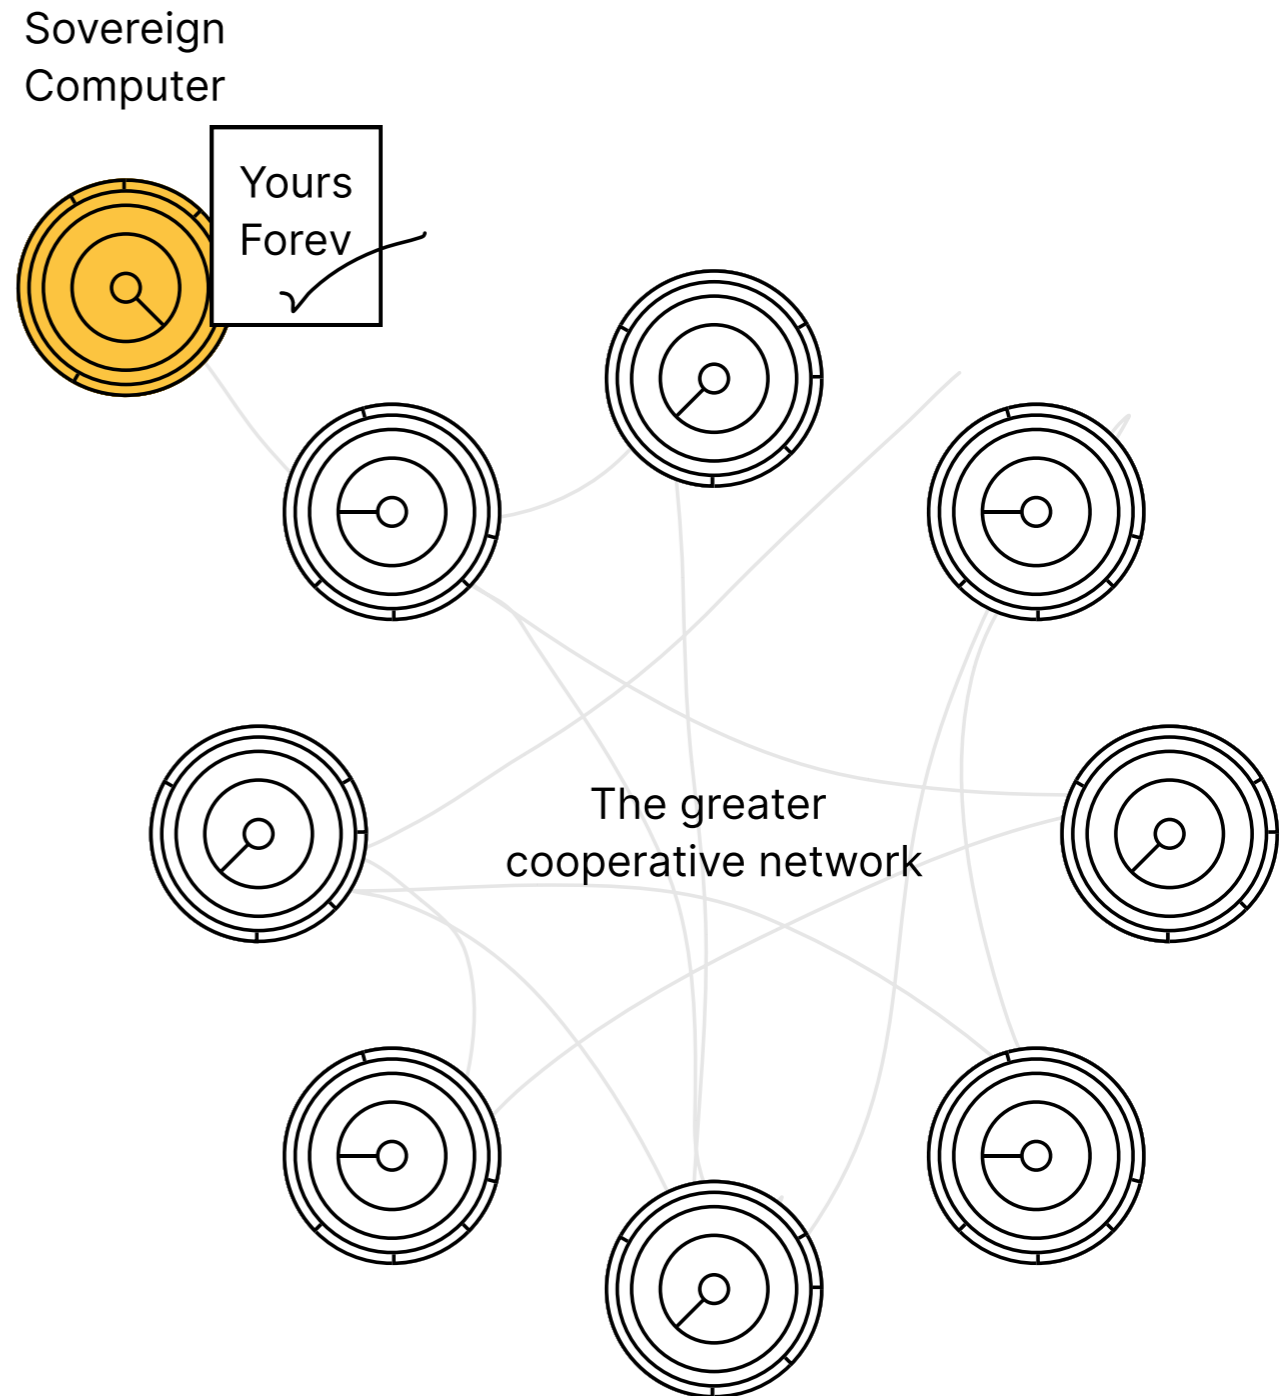 Sovereign
Computer
Yours
Forev
The greater
cooperative network